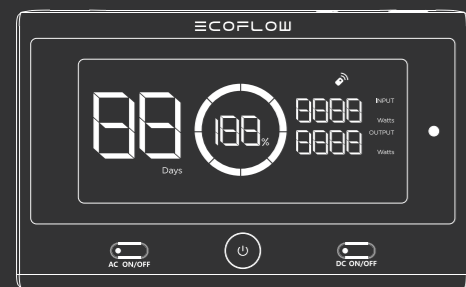 ECOFLOW
88
Days
188%
8888
INPUT
Watts
8888
OUTPUT
Watts
AC ON/OFF
DC ON/OFF